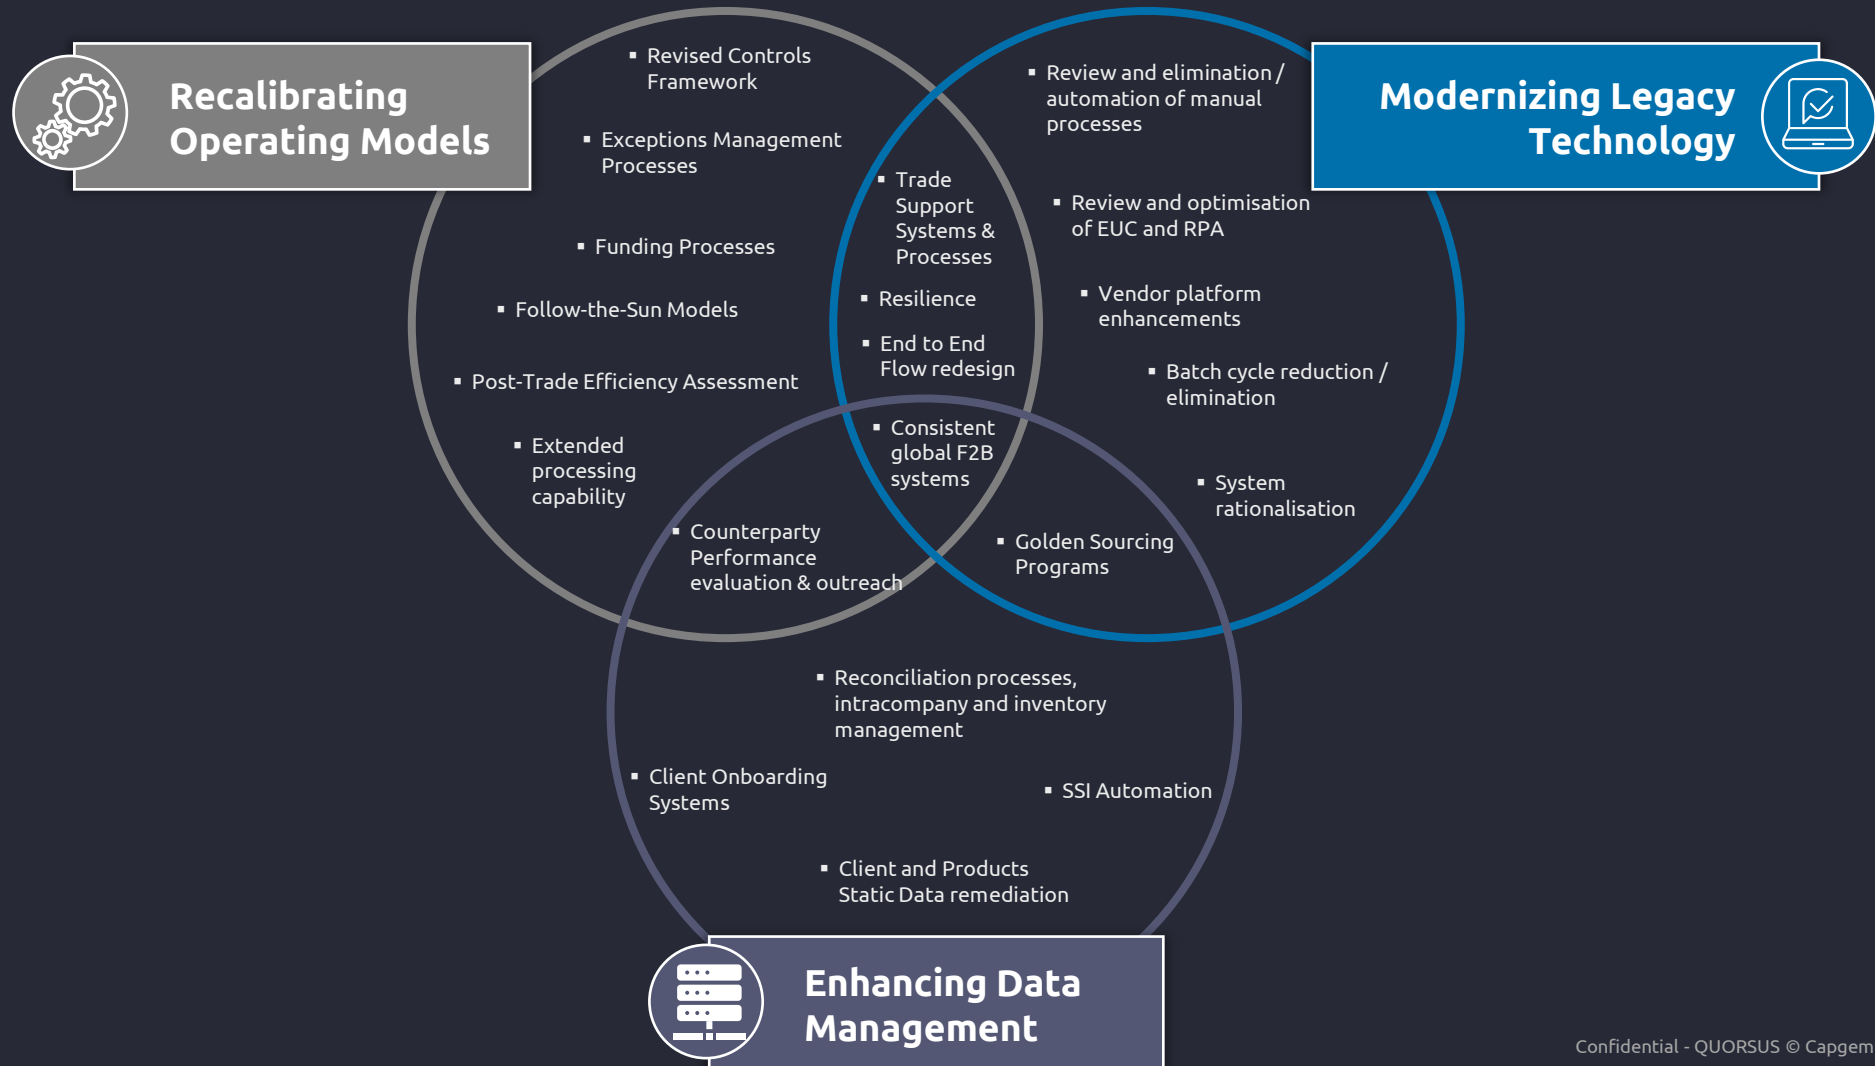 Recalibrating
Operating Models
Modernizing Legacy
Technology
▪ Revised Controls
Framework
▪ Exceptions Management
Processes
▪ Funding Processes
▪ Follow-the-Sun Models
▪ Post-Trade Efficiency Assessment
▪ Extended
processing
capability
▪ Trade
Support
Systems &
Processes
▪ Resilience
▪ End to End
Flow redesign
▪ Consistent
global F2B
systems
▪ Review and elimination /
automation of manual
processes
▪ Review and optimisation
of EUC and RPA
▪ Vendor platform
enhancements
▪ Batch cycle reduction /
elimination
▪ System
rationalisation
▪ Counterparty
Performance
evaluation & outreach
▪ Golden Sourcing
Programs
▪ Reconciliation processes,
intracompany and inventory
management
▪ Client Onboarding
Systems
▪ SSI Automation
▪ Client and Products
Static Data remediation
Enhancing Data
Management
Confidential - QUORSUS © Capgem